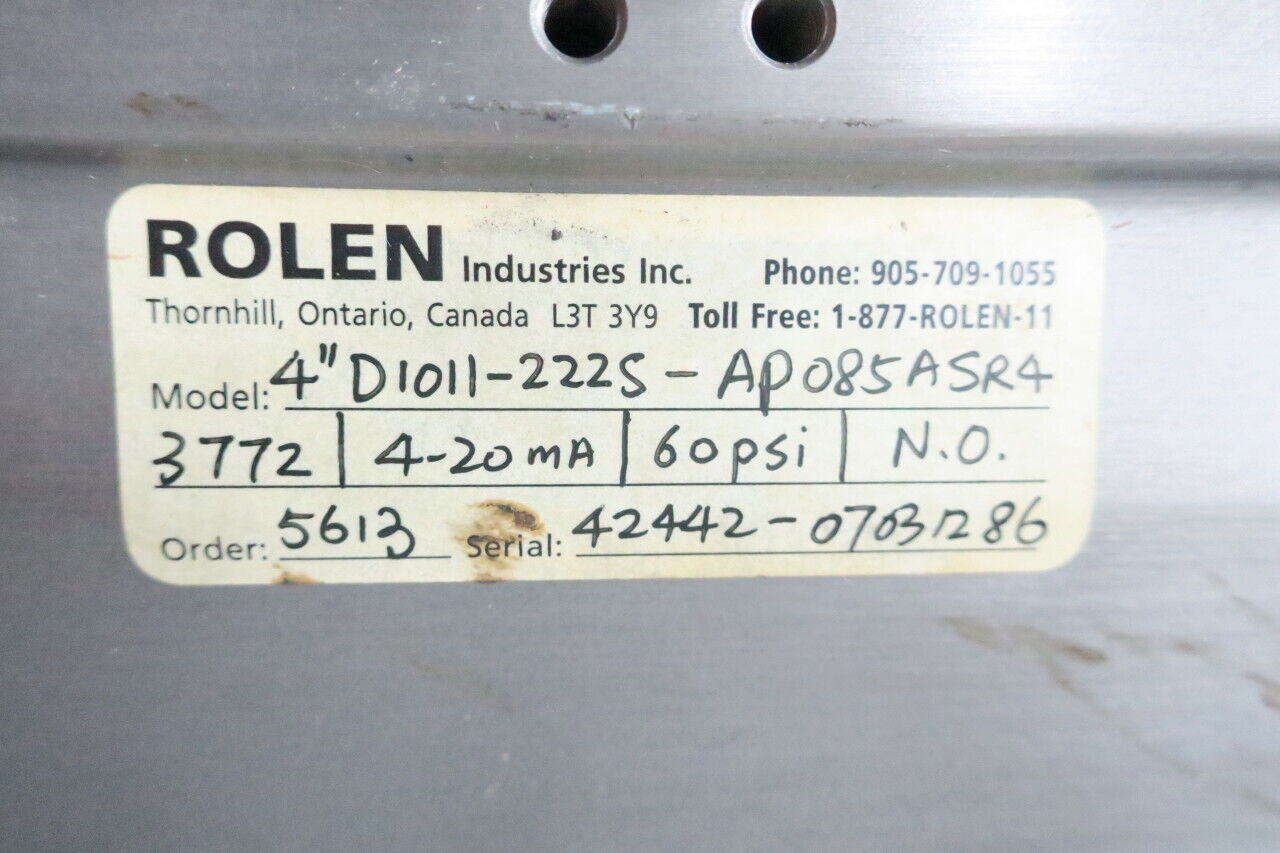 ROLEN Industries Inc. Phone: 905-709-1055
Thornhill, Ontario, Canada L3T 3Y9 Toll Free: 1-877-ROLEN-11
Model: 4" D1011-222S - AP085ASR4
3772 | 4-20mA | 60psi | N.O.
Order: 5613 Serial: 42442-07031286